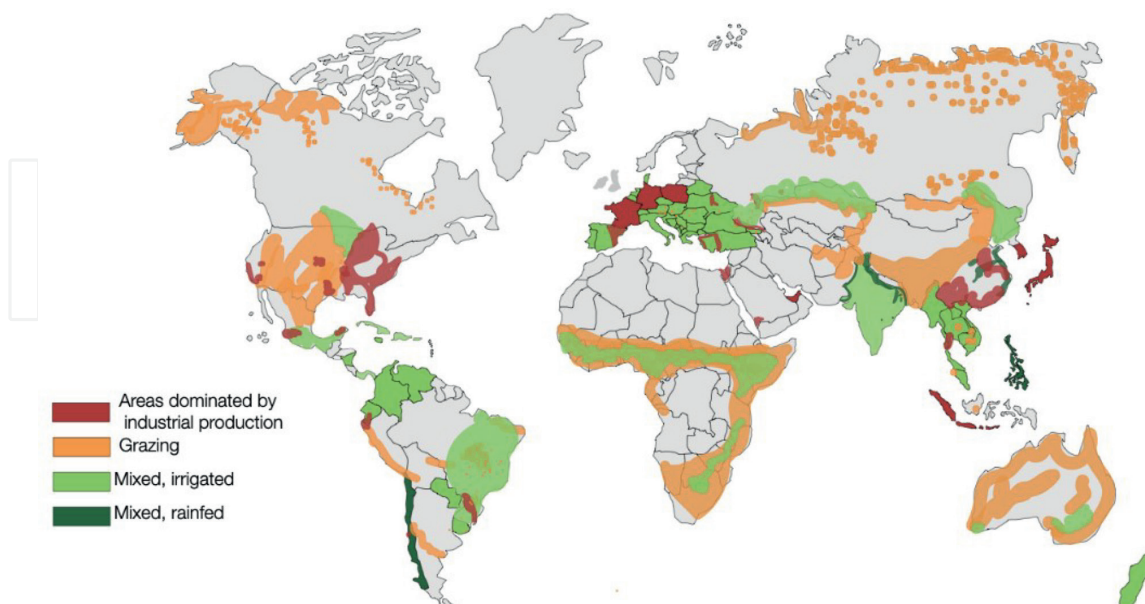 Areas dominated by
industrial production
Grazing
Mixed, irrigated
Mixed, rainfed